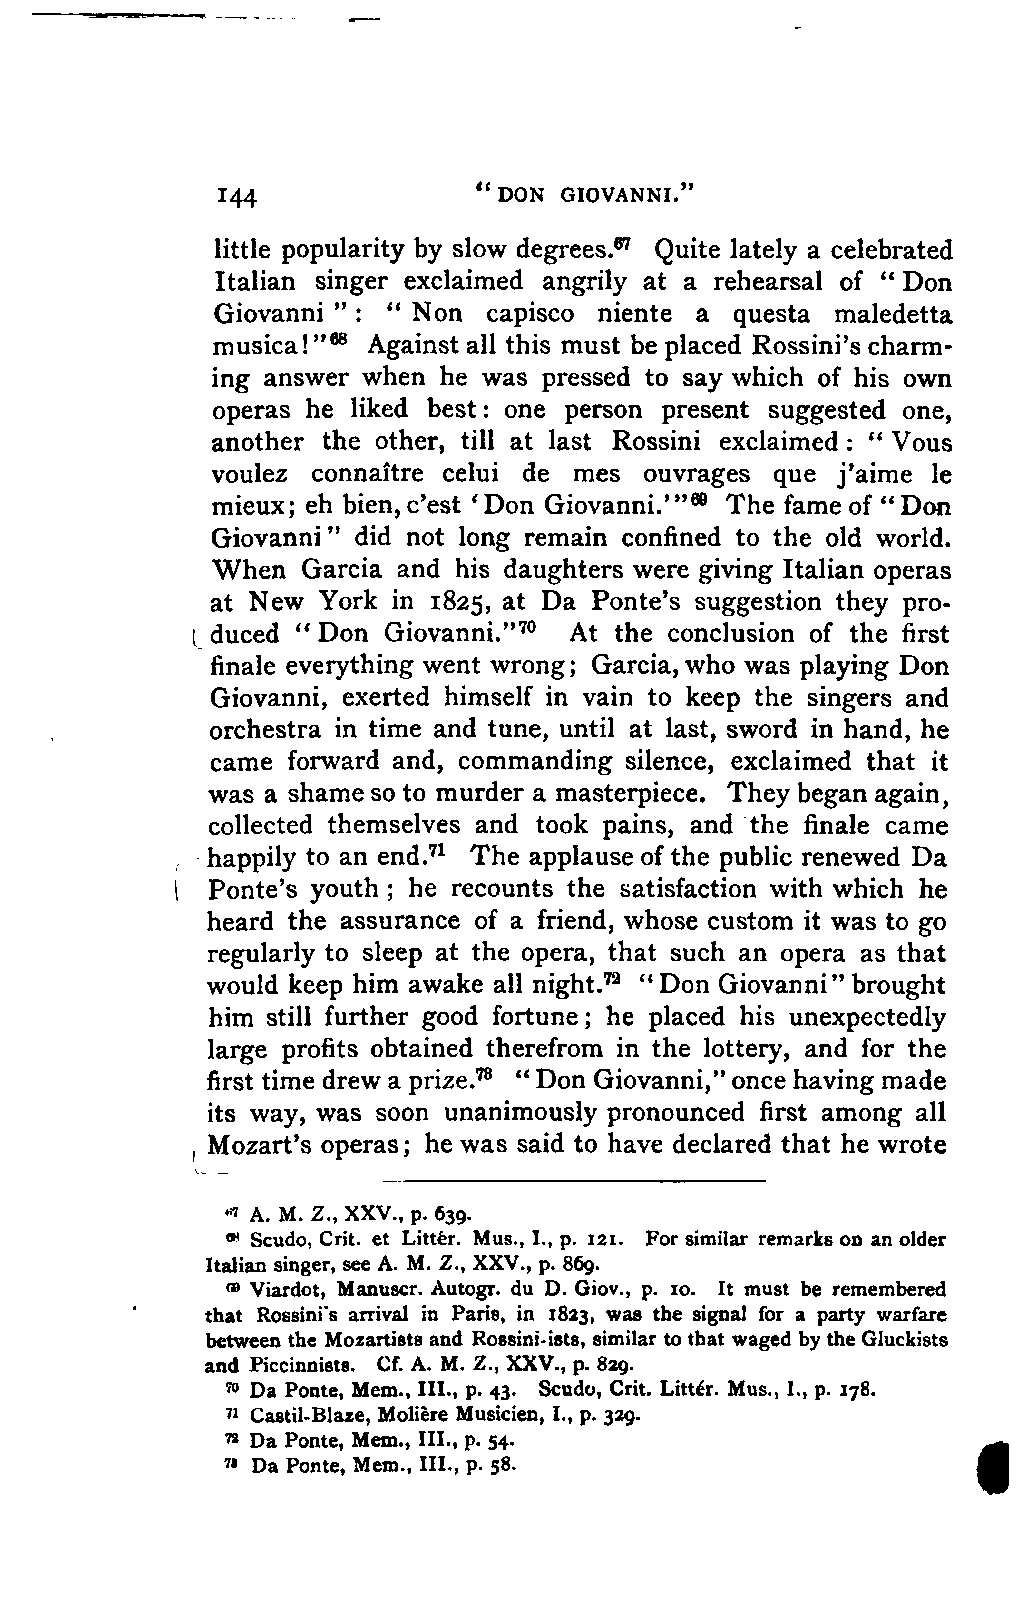 144 "DON GIOVANNI."
little popularity by slow degrees.67 Quite lately a celebrated
Italian singer exclaimed angrily at a rehearsal of "Don
Giovanni": "Non capisco niente a questa maledetta
musica!"68 Against all this must be placed Rossini's charm-
ing answer when he was pressed to say which of his own
operas he liked best: one person present suggested one,
another the other, till at last Rossini exclaimed: "Vous
voulez connaître celui de mes ouvrages que j'aime le
mieux; eh bien, c'est 'Don Giovanni.'"69 The fame of "Don
Giovanni" did not long remain confined to the old world.
When Garcia and his daughters were giving Italian operas
at New York in 1825, at Da Ponte's suggestion they pro-
duced "Don Giovanni."70 At the conclusion of the first
finale everything went wrong; Garcia, who was playing Don
Giovanni, exerted himself in vain to keep the singers and
orchestra in time and tune, until at last, sword in hand, he
came forward and, commanding silence, exclaimed that it
was a shame so to murder a masterpiece. They began again,
collected themselves and took pains, and the finale came
happily to an end.71 The applause of the public renewed Da
Ponte's youth; he recounts the satisfaction with which he
heard the assurance of a friend, whose custom it was to go
regularly to sleep at the opera, that such an opera as that
would keep him awake all night.72 "Don Giovanni" brought
him still further good fortune; he placed his unexpectedly
large profits obtained therefrom in the lottery, and for the
first time drew a prize.73 "Don Giovanni," once having made
its way, was soon unanimously pronounced first among all
Mozart's operas; he was said to have declared that he wrote
67 A. M. Z., XXV., p. 639.
68 Scudo, Crit. et Littér. Mus., I., p. 121. For similar remarks on an older
Italian singer, see A. M. Z., XXV., p. 869.
69 Viardot, Manuscr. Autogr. du D. Giov., p. 10. It must be remembered
that Rossini's arrival in Paris, in 1823, was the signal for a party warfare
between the Mozartists and Rossini-ists, similar to that waged by the Gluckists
and Piccinnists. Cf. A. M. Z., XXV., p. 829.
70 Da Ponte, Mem., III., p. 43. Scudo, Crit. Littér. Mus., I., p. 178.
71 Castil-Blaze, Molière Musicien, I., p. 329.
72 Da Ponte, Mem., III., p. 54.
73 Da Ponte, Mem., III., p. 58.